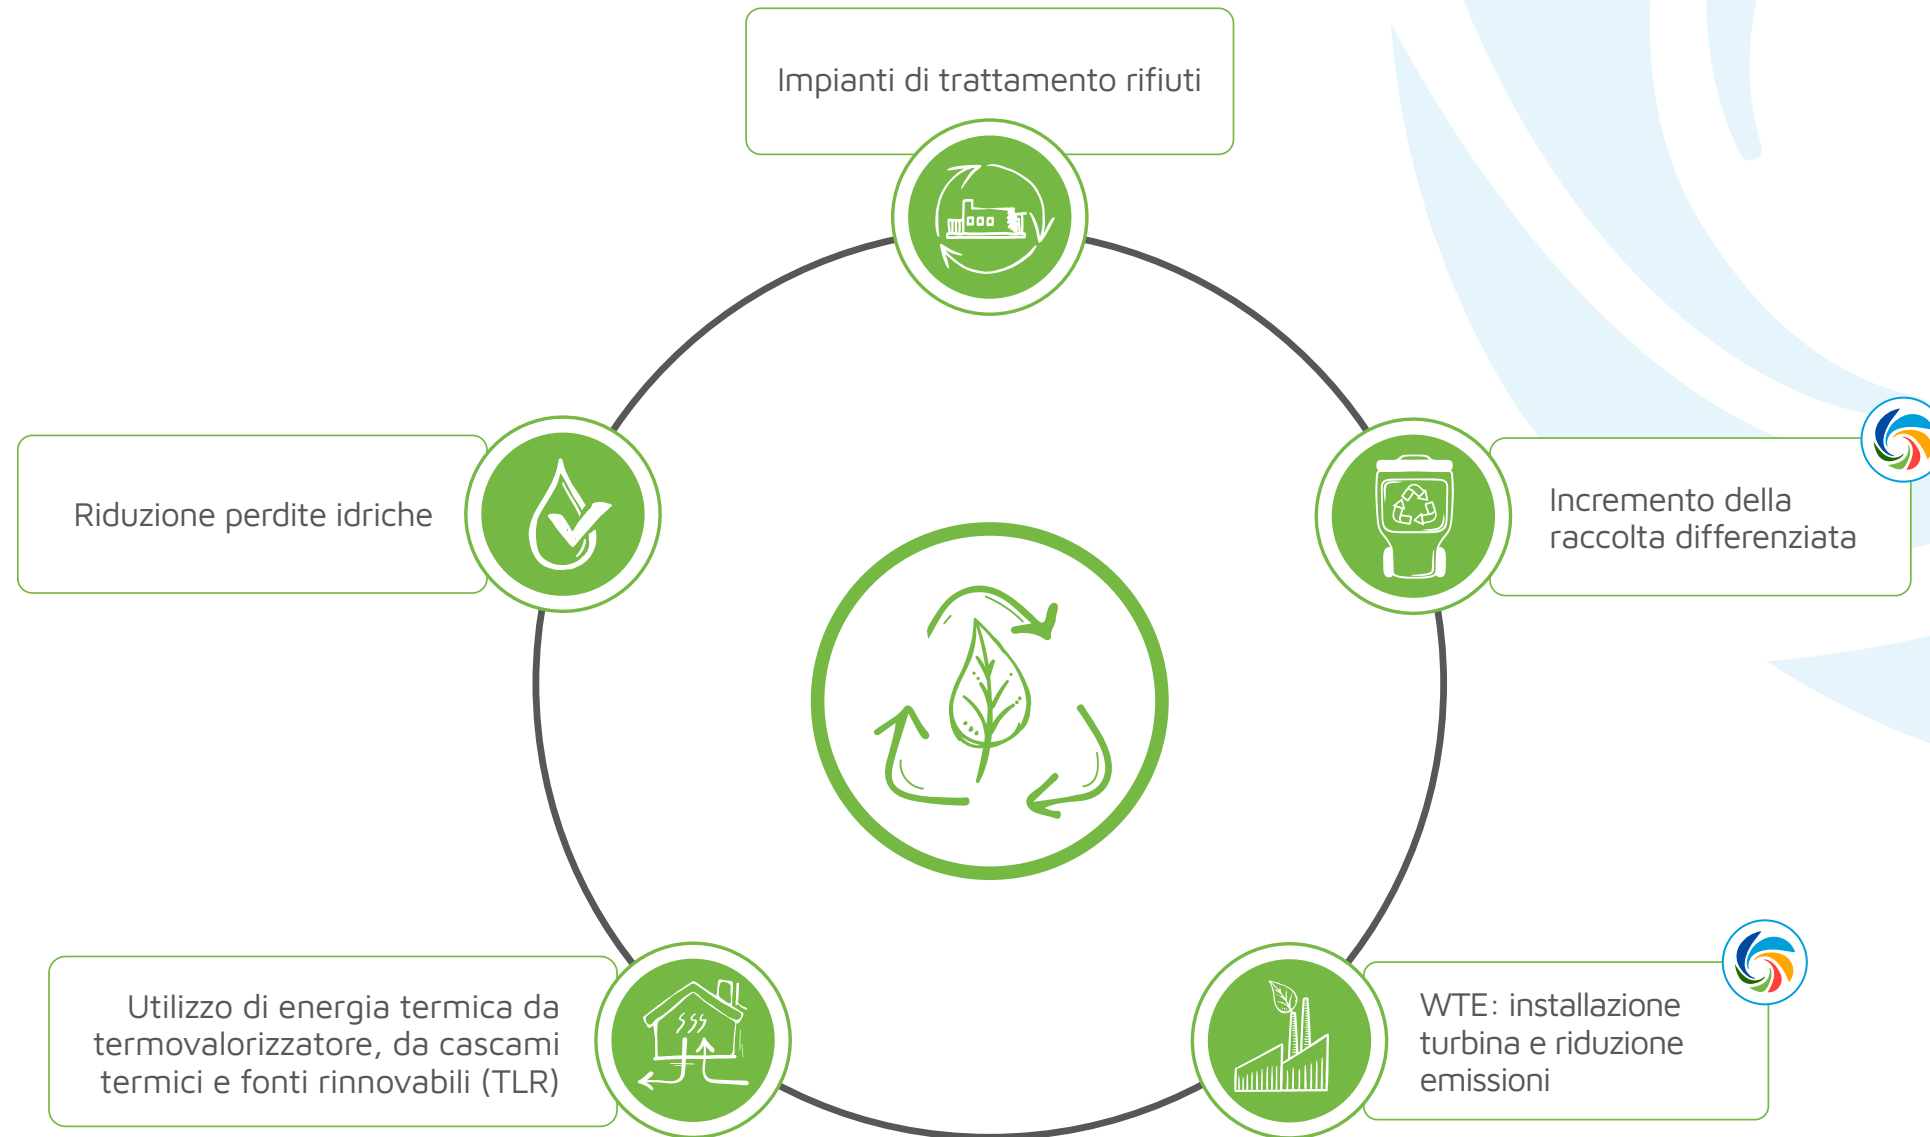 Impianti di trattamento rifiuti
Riduzione perdite idriche
Incremento della
raccolta differenziata
Utilizzo di energia termica da
termovalorizzatore, da cascami
termici e fonti rinnovabili (TLR)
WTE: installazione
turbina e riduzione
emissioni